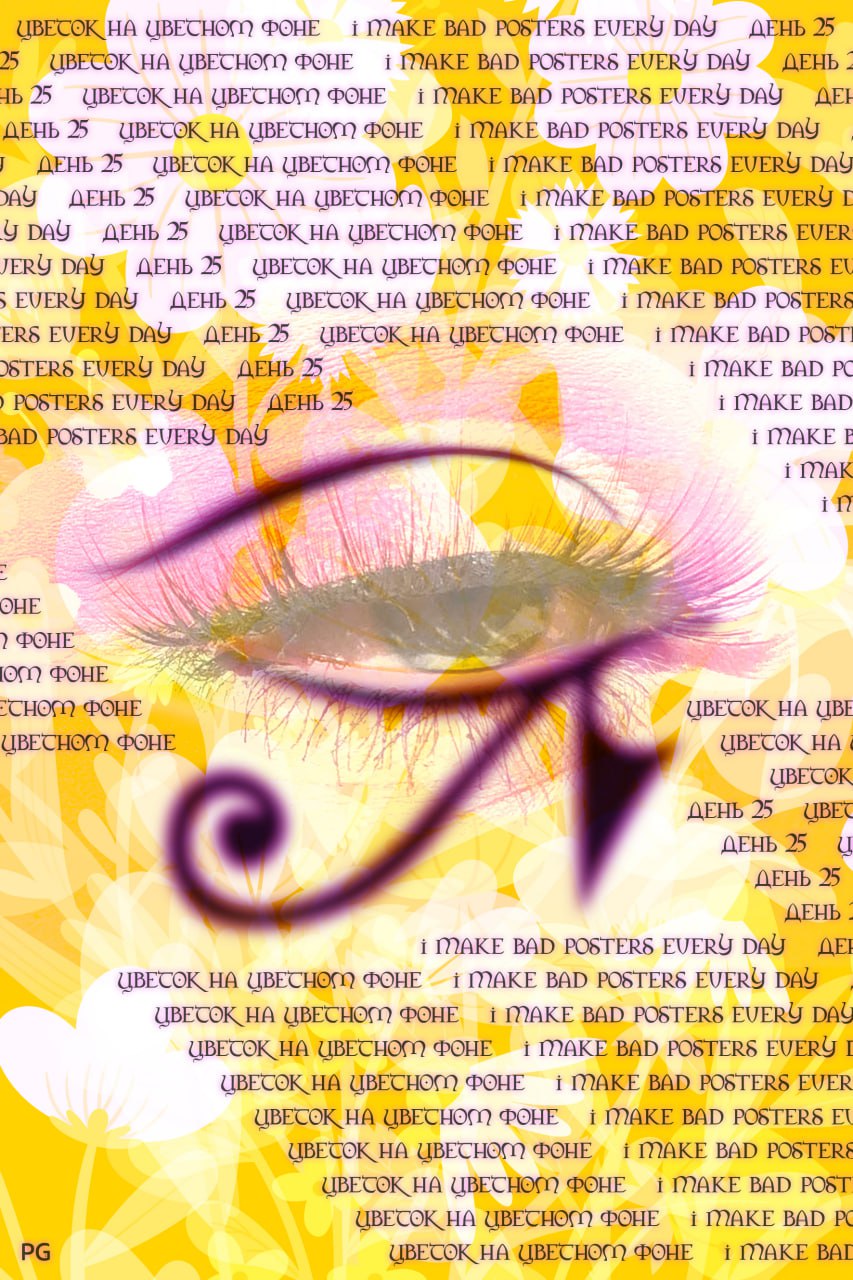 ЦВЕТОК НА ЦВЕТНОМ ФОНЕ i MAKE BAD POSTERS EVERY DAY ДЕНЬ 25
25 ЦВЕТОК НА ЦВЕТНОМ ФОНЕ i MAKE BAD POSTERS EVERY DAY ДЕНЬ 2
НЬ 25 ЦВЕТОК НА ЦВЕТНОМ ФОНЕ i MAKE BAD POSTERS EVERY DAY ДЕН
ДЕНЬ 25 ЦВЕТОК НА ЦВЕТНОМ ФОНЕ i MAKE BAD POSTERS EVERY DAY
Y ДЕНЬ 25 ЦВЕТОК НА ЦВЕТНОМ ФОНЕ i MAKE BAD POSTERS EVERY DAY
DAY ДЕНЬ 25 ЦВЕТОК НА ЦВЕТНОМ ФОНЕ i MAKE BAD POSTERS EVERY D
Y DAY ДЕНЬ 25 ЦВЕТОК НА ЦВЕТНОМ ФОНЕ i MAKE BAD POSTERS EVER
VERY DAY ДЕНЬ 25 ЦВЕТОК НА ЦВЕТНОМ ФОНЕ i MAKE BAD POSTERS EV
S EVERY DAY ДЕНЬ 25 ЦВЕТОК НА ЦВЕТНОМ ФОНЕ i MAKE BAD POSTERS
ERS EVERY DAY ДЕНЬ 25 ЦВЕТОК НА ЦВЕТНОМ ФОНЕ i MAKE BAD POST
OSTERS EVERY DAY ДЕНЬ 25 i MAKE BAD PO
D POSTERS EVERY DAY ДЕНЬ 25 i MAKE BAD
BAD POSTERS EVERY DAY i MAKE B
i MAK
i M
Е
ОНЕ
М ФОНЕ
НОМ ФОНЕ
ЕТНОМ ФОНЕ ЦВЕТОК НА ЦВЕ
ЦВЕТНОМ ФОНЕ ЦВЕТОК НА
ЦВЕТОК
ДЕНЬ 25 ЦВЕТ
ДЕНЬ 25 Ц
ДЕНЬ 25
ДЕНЬ 2
i MAKE BAD POSTERS EVERY DAY ДЕН
ЦВЕТОК НА ЦВЕТНОМ ФОНЕ i MAKE BAD POSTERS EVERY DAY
ЦВЕТОК НА ЦВЕТНОМ ФОНЕ i MAKE BAD POSTERS EVERY DAY
ЦВЕТОК НА ЦВЕТНОМ ФОНЕ i MAKE BAD POSTERS EVERY D
ЦВЕТОК НА ЦВЕТНОМ ФОНЕ i MAKE BAD POSTERS EVER
ЦВЕТОК НА ЦВЕТНОМ ФОНЕ i MAKE BAD POSTERS EV
ЦВЕТОК НА ЦВЕТНОМ ФОНЕ i MAKE BAD POSTERS
ЦВЕТОК НА ЦВЕТНОМ ФОНЕ i MAKE BAD POST
ЦВЕТОК НА ЦВЕТНОМ ФОНЕ i MAKE BAD PO
PG ЦВЕТОК НА ЦВЕТНОМ ФОНЕ i MAKE BAD